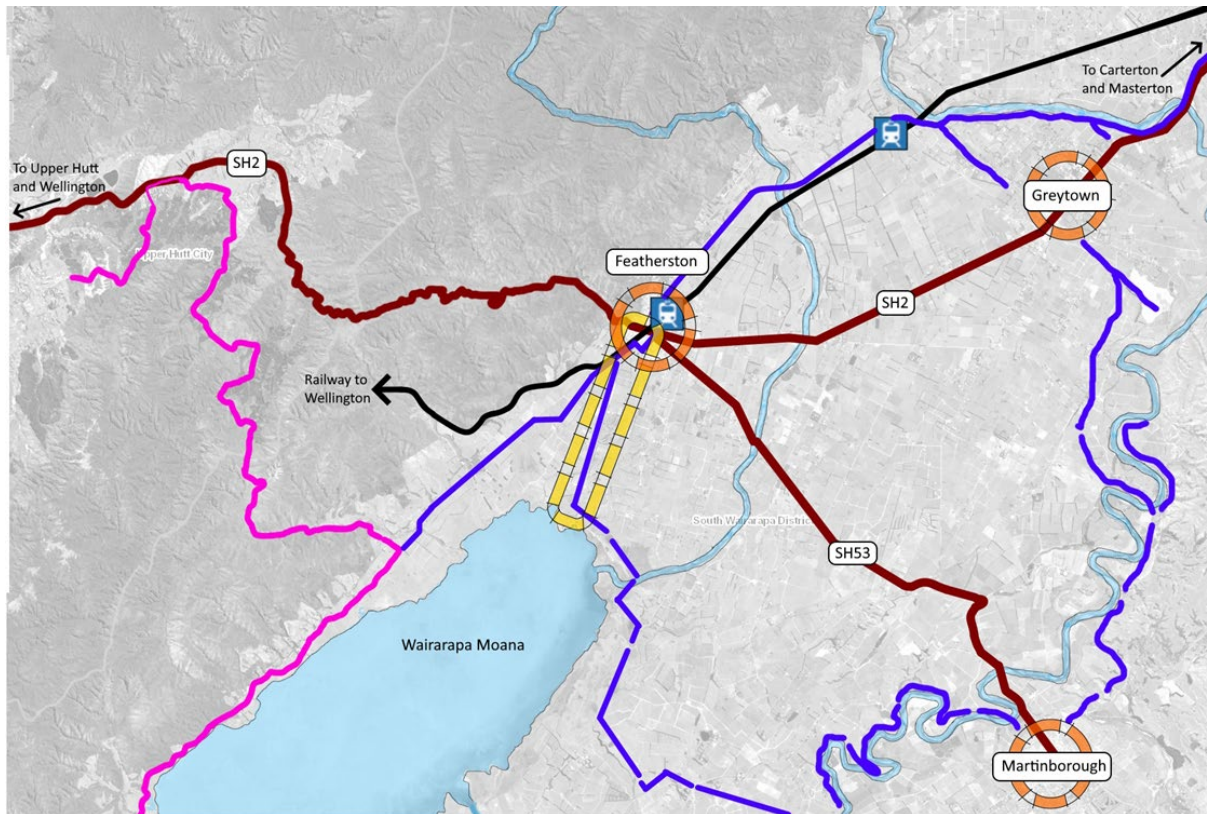 To Carterton
and Masterton
SH2
To Upper Hutt
and Wellington
Greytown
Upper Hutt City
Featherston
SH2
Railway to
Wellington
South Wairarapa District
SH53
Wairarapa Moana
Martinborough